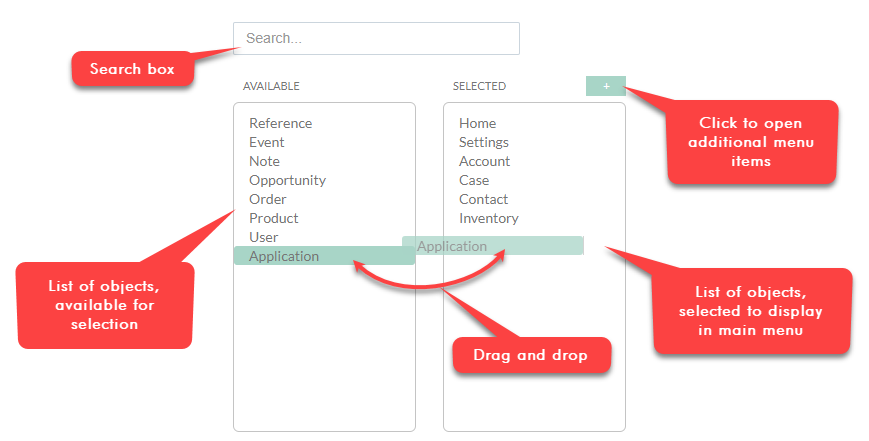 Search...
Search box
AVAILABLE
SELECTED
+
Click to open
additional menu
items
Reference
Event
Note
Opportunity
Order
Product
User
Application
Home
Settings
Account
Case
Contact
Inventory
Application
List of objects,
available for
selection
List of objects,
selected to display
in main menu
Drag and drop